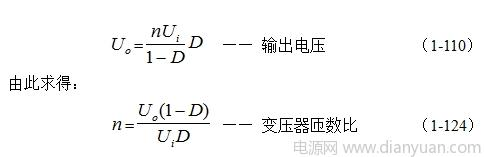 Uo = nUi / 1−D D —— 输出电压 （1-110）
由此求得：
n = Uo(1−D) / UiD —— 变压器匝数比 （1-124）
电源网 www.dianyuan.com